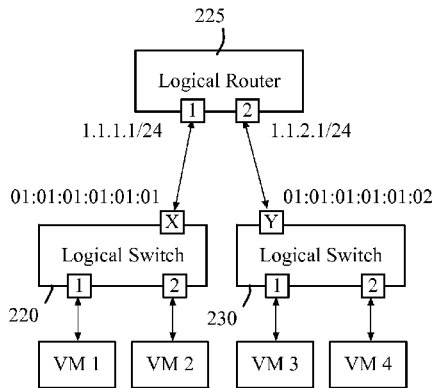 225
Logical Router
1 2
1.1.1.1/24 1.1.2.1/24
01:01:01:01:01:01 01:01:01:01:01:02
X Y
Logical Switch Logical Switch
1 2 1 2
220 230
VM 1 VM 2 VM 3 VM 4